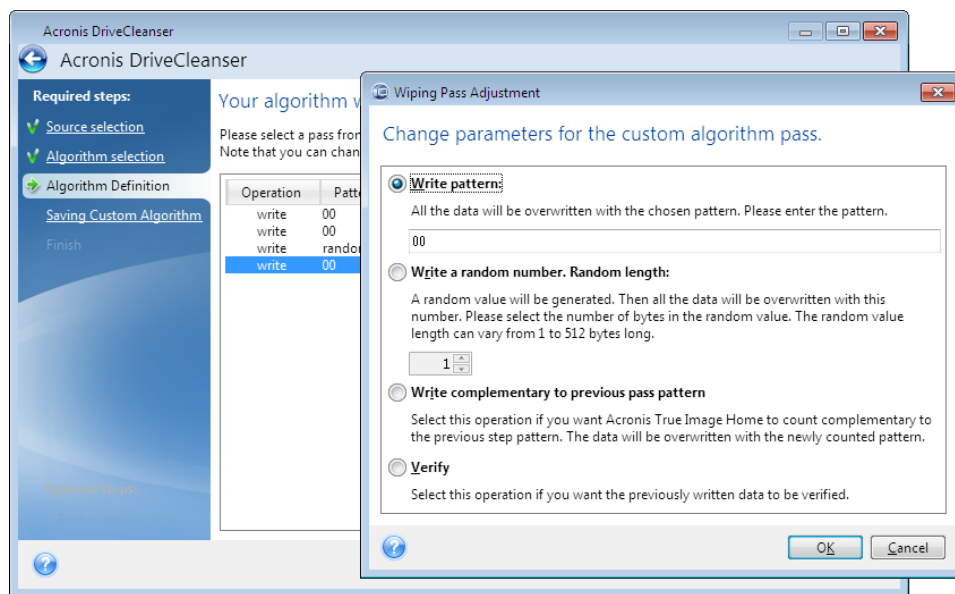 Acronis DriveCleanser
Acronis DriveCleanser
Required steps:
Source selection
Algorithm selection
Algorithm Definition
Saving Custom Algorithm
Finish
Your algorithm
Please select a pass from
Note that you can chan
Operation Patte
write 00
write 00
write random
write 00
Wiping Pass Adjustment
Change parameters for the custom algorithm pass.
Write pattern:
All the data will be overwritten with the chosen pattern. Please enter the pattern.
00
Write a random number. Random length:
A random value will be generated. Then all the data will be overwritten with this
number. Please select the number of bytes in the random value. The random value
length can vary from 1 to 512 bytes long.
1
Write complementary to previous pass pattern
Select this operation if you want Acronis True Image Home to count complementary to
the previous step pattern. The data will be overwritten with the newly counted pattern.
Verify
Select this operation if you want the previously written data to be verified.
OK
Cancel